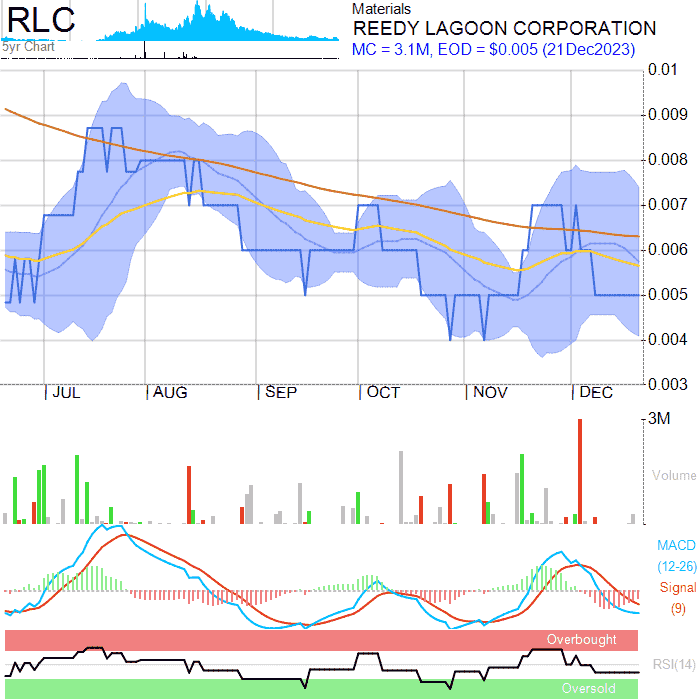 RLC
5yr Chart
Materials
REEDY LAGOON CORPORATION
MC = 3.1M, EOD = $0.005 (21Dec2023)
0.01
0.009
0.008
0.007
0.006
0.005
0.004
0.003
JUL AUG SEP OCT NOV DEC
3M
Volume
MACD
(12-26)
Signal
(9)
Overbought
RSI(14)
Oversold